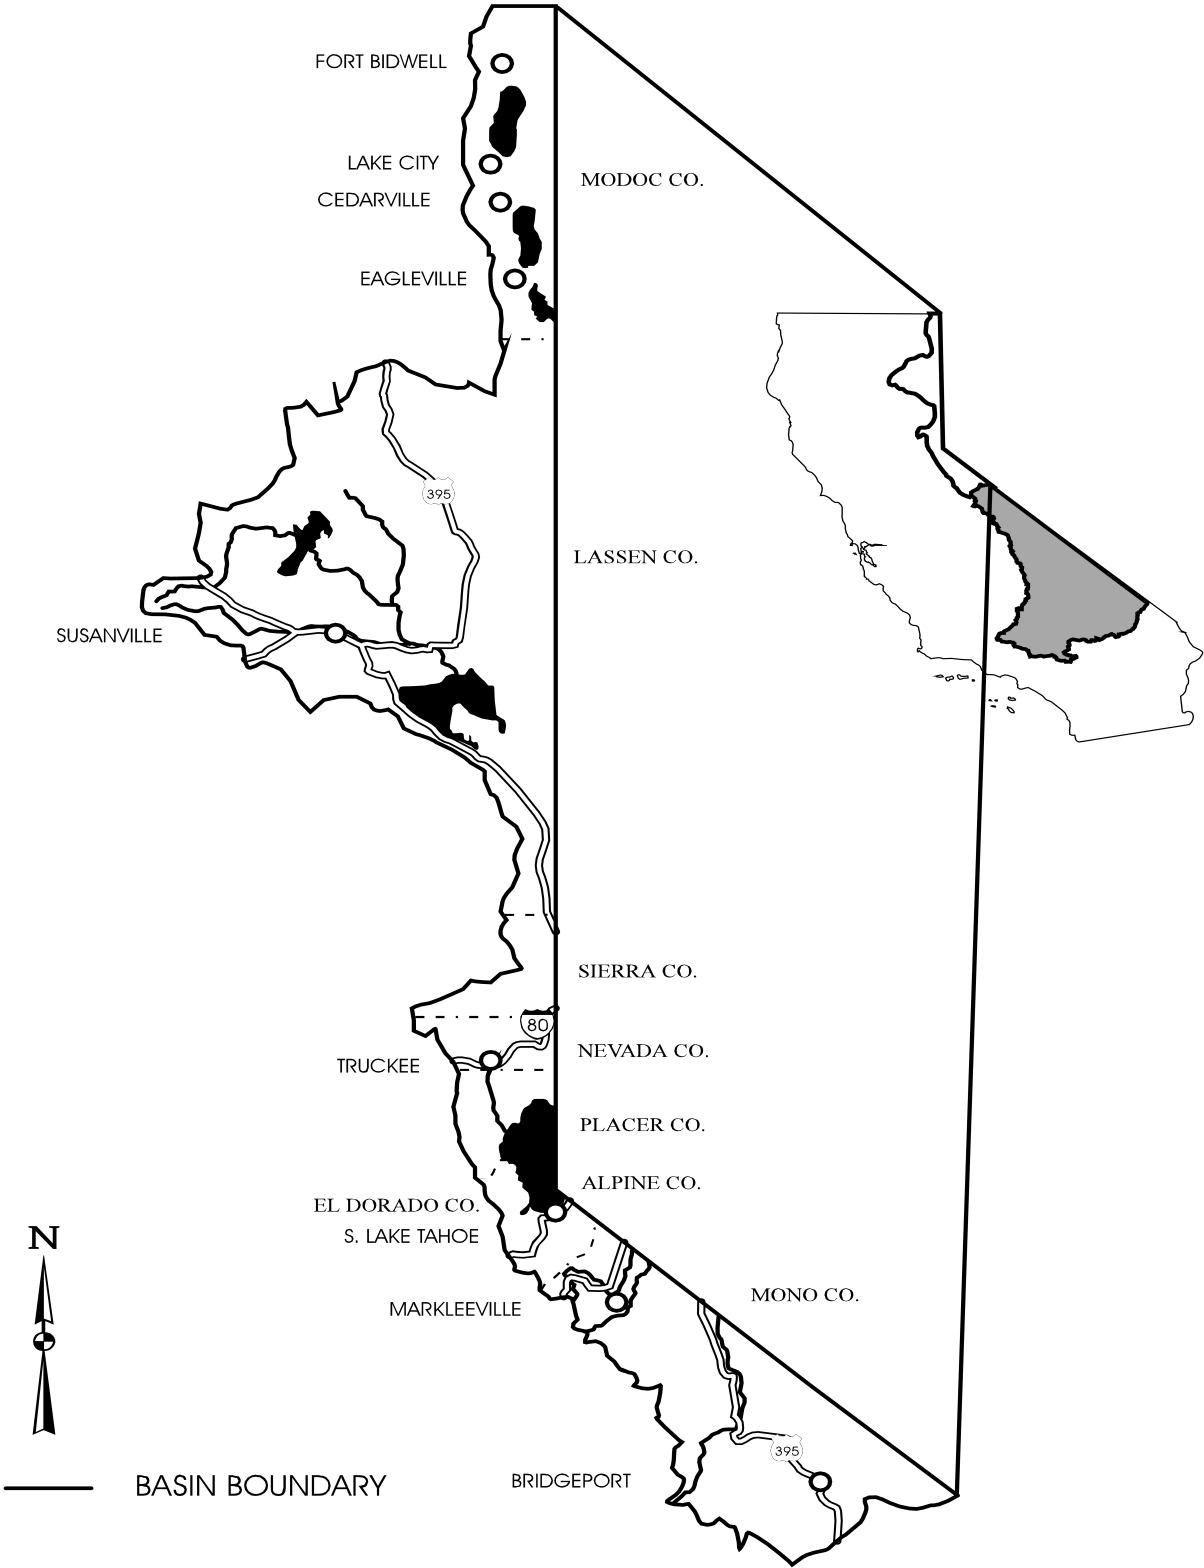 FORT BIDWELL
LAKE CITY
MODOC CO.
CEDARVILLE
EAGLEVILLE
395
LASSEN CO.
SUSANVILLE
SIERRA CO.
80
NEVADA CO.
TRUCKEE
PLACER CO.
ALPINE CO.
EL DORADO CO.
S. LAKE TAHOE
N
MONO CO.
MARKLEEVILLE
395
BRIDGEPORT
BASIN BOUNDARY